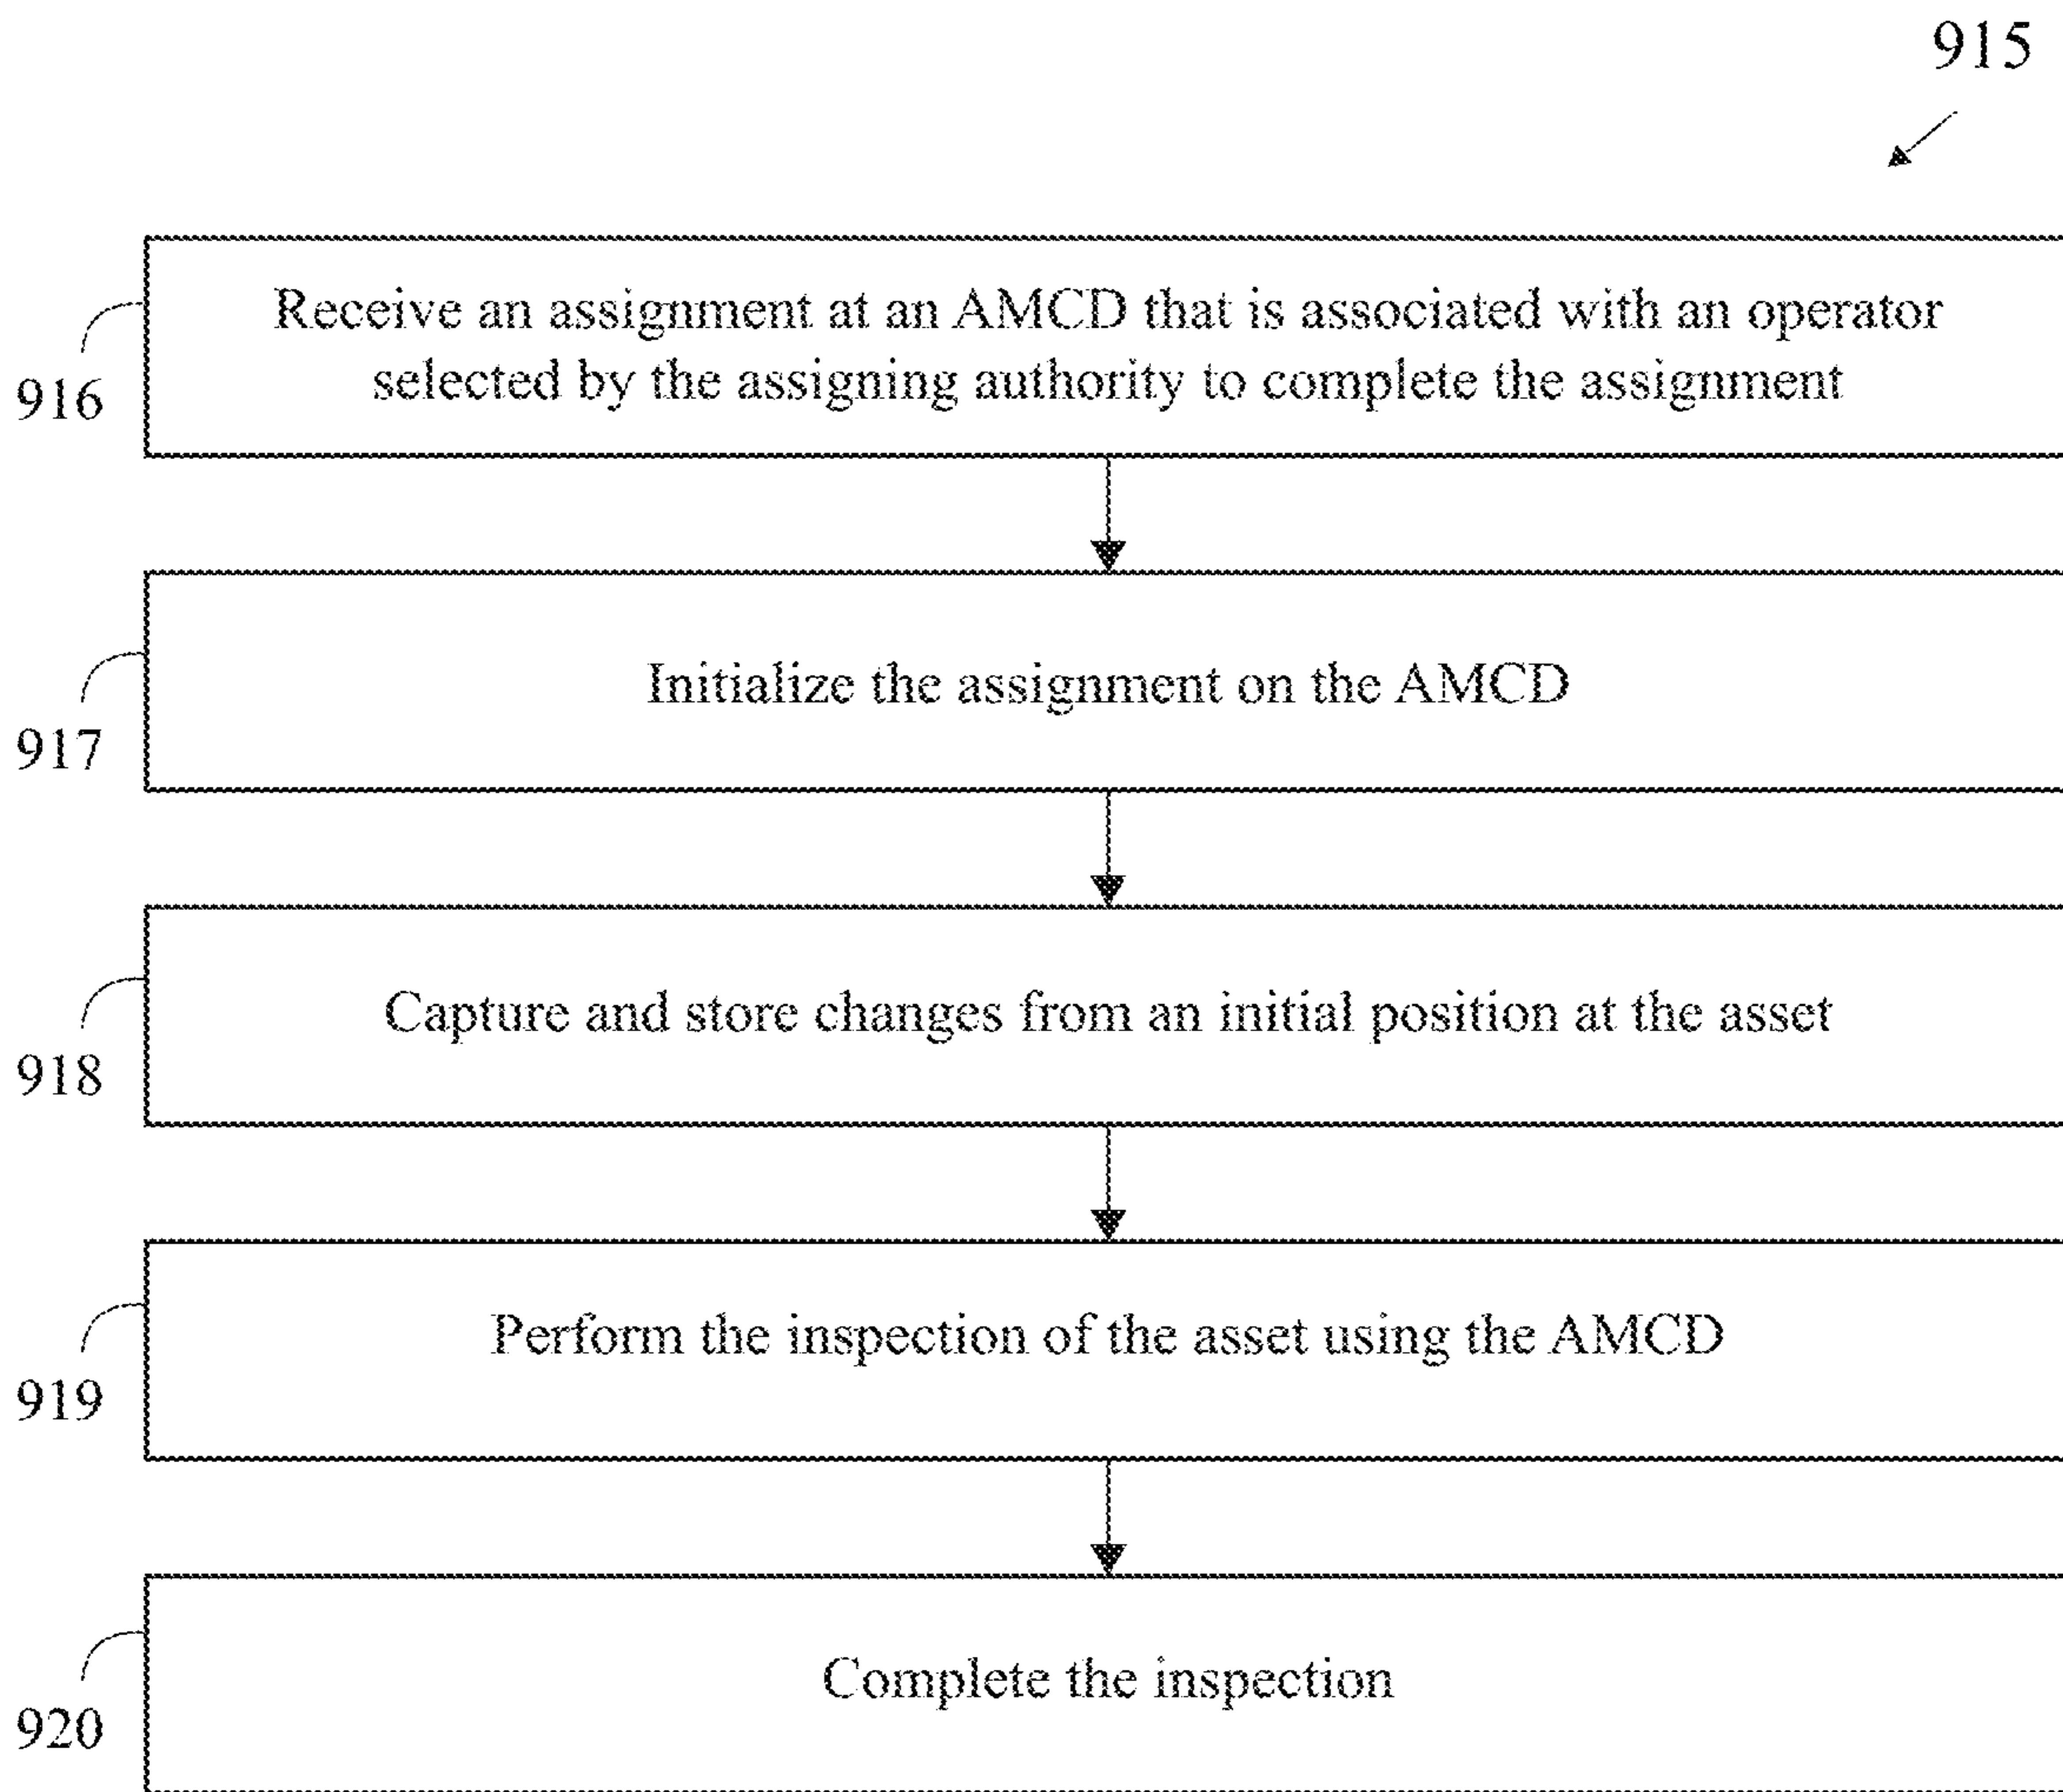 915
Receive an assignment at an AMCD that is associated with an operator
selected by the assigning authority to complete the assignment
916
Initialize the assignment on the AMCD
917
Capture and store changes from an initial position at the asset
918
Perform the inspection of the asset using the AMCD
919
Complete the inspection
920